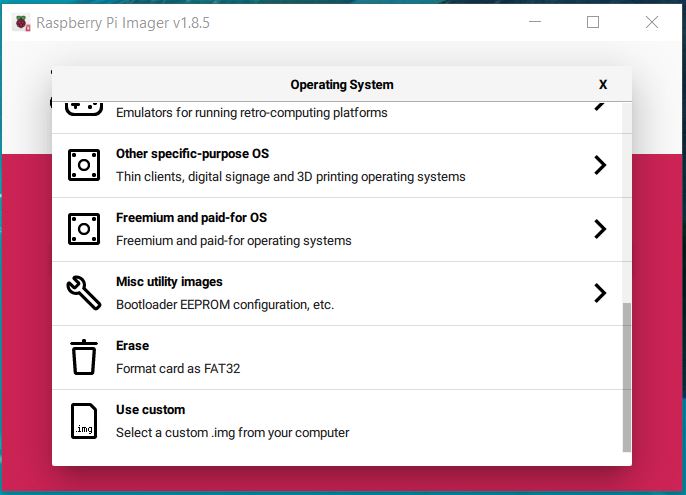 Raspberry Pi Imager v1.8.5
Operating System X
Emulators for running retro-computing platforms
Other specific-purpose OS
Thin clients, digital signage and 3D printing operating systems
Freemium and paid-for OS
Freemium and paid-for operating systems
Misc utility images
Bootloader EEPROM configuration, etc.
Erase
Format card as FAT32
Use custom
.img
Select a custom .img from your computer